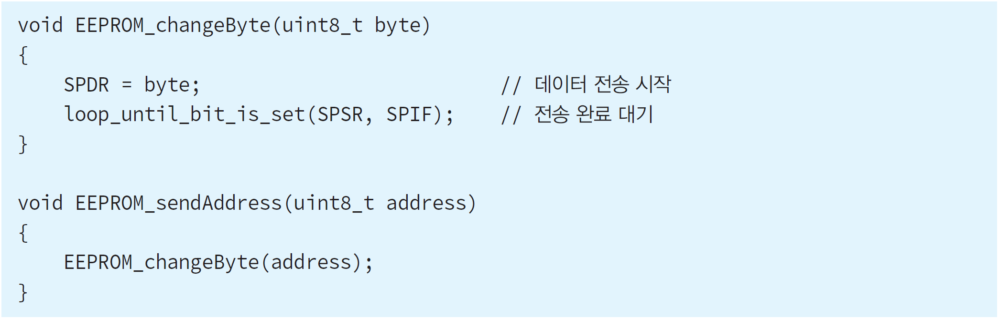 void EEPROM_changeByte(uint8_t byte)
{
    SPDR = byte;                          // 데이터 전송 시작
    loop_until_bit_is_set(SPSR, SPIF);    // 전송 완료 대기
}

void EEPROM_sendAddress(uint8_t address)
{
    EEPROM_changeByte(address);
}